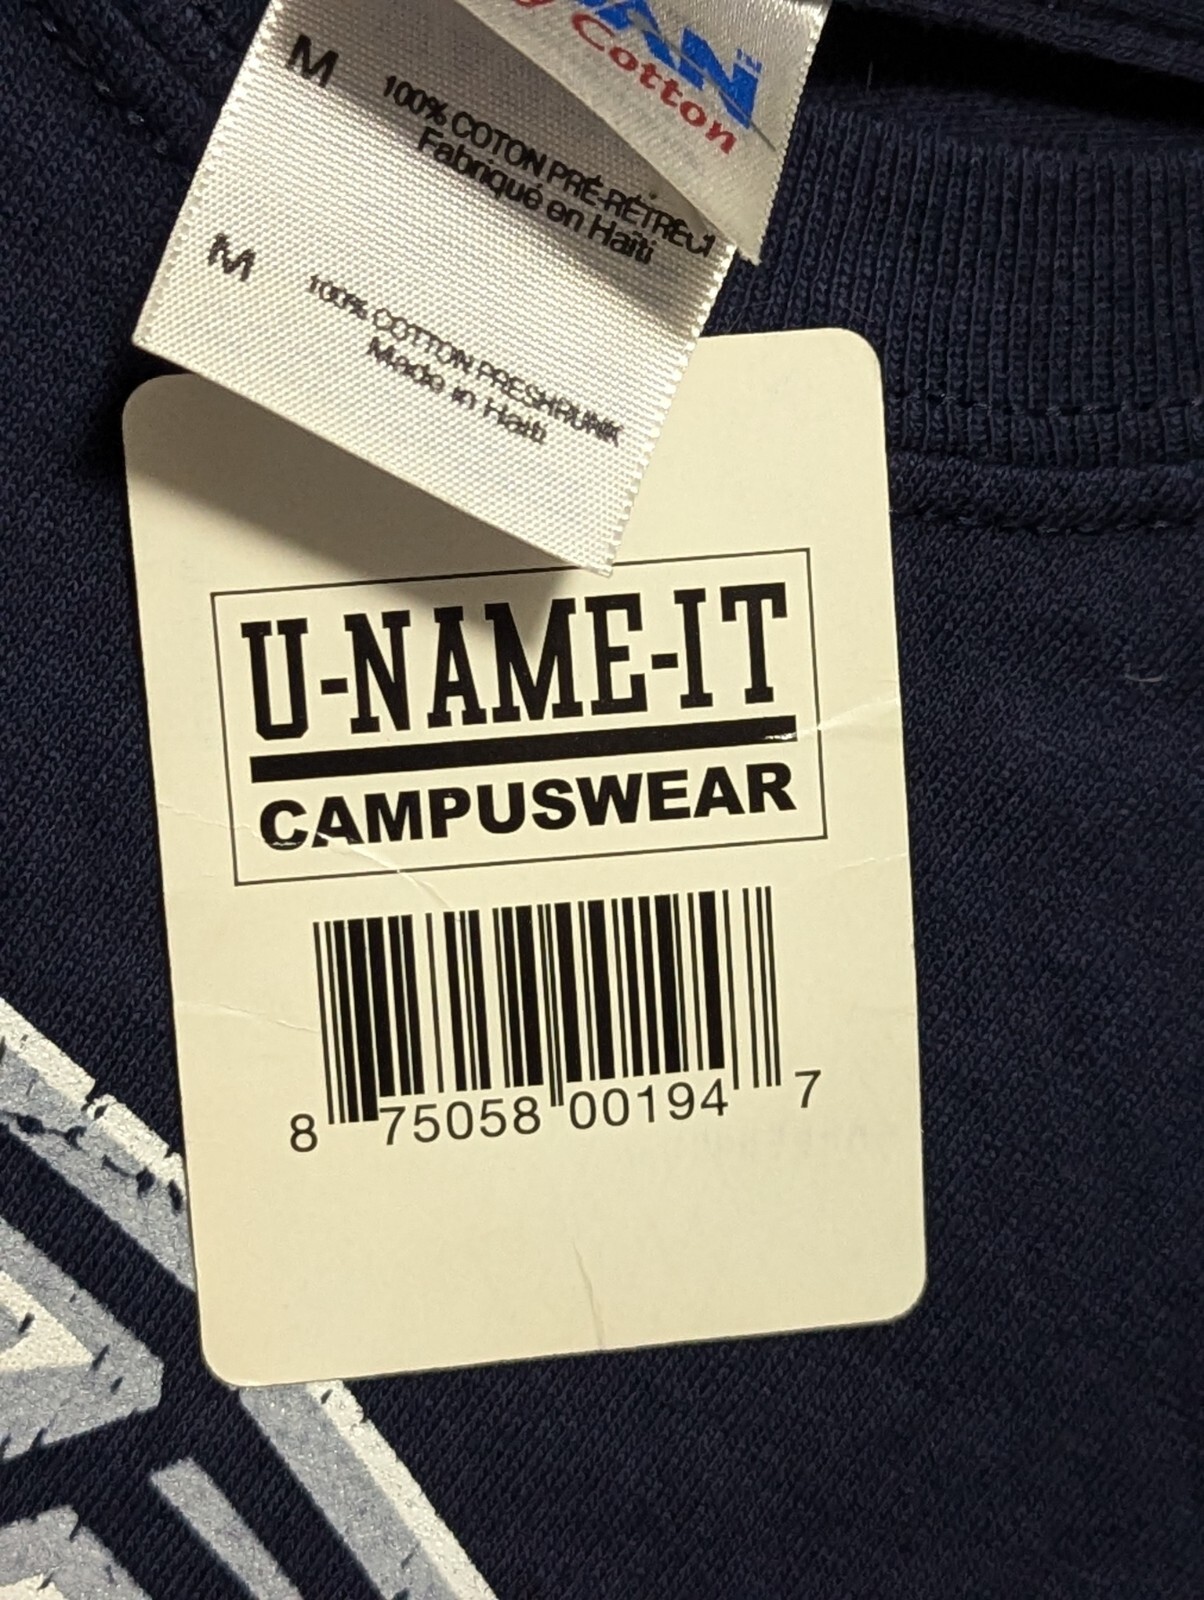 DAN™
y Cotton
M
100% COTON PRÉ-RÉTRÉCI
Fabriqué en Haïti
M
100% COTTON PRESHRUNK
Made in Haiti
U-NAME-IT
CAMPUSWEAR
8 75058 00194 7